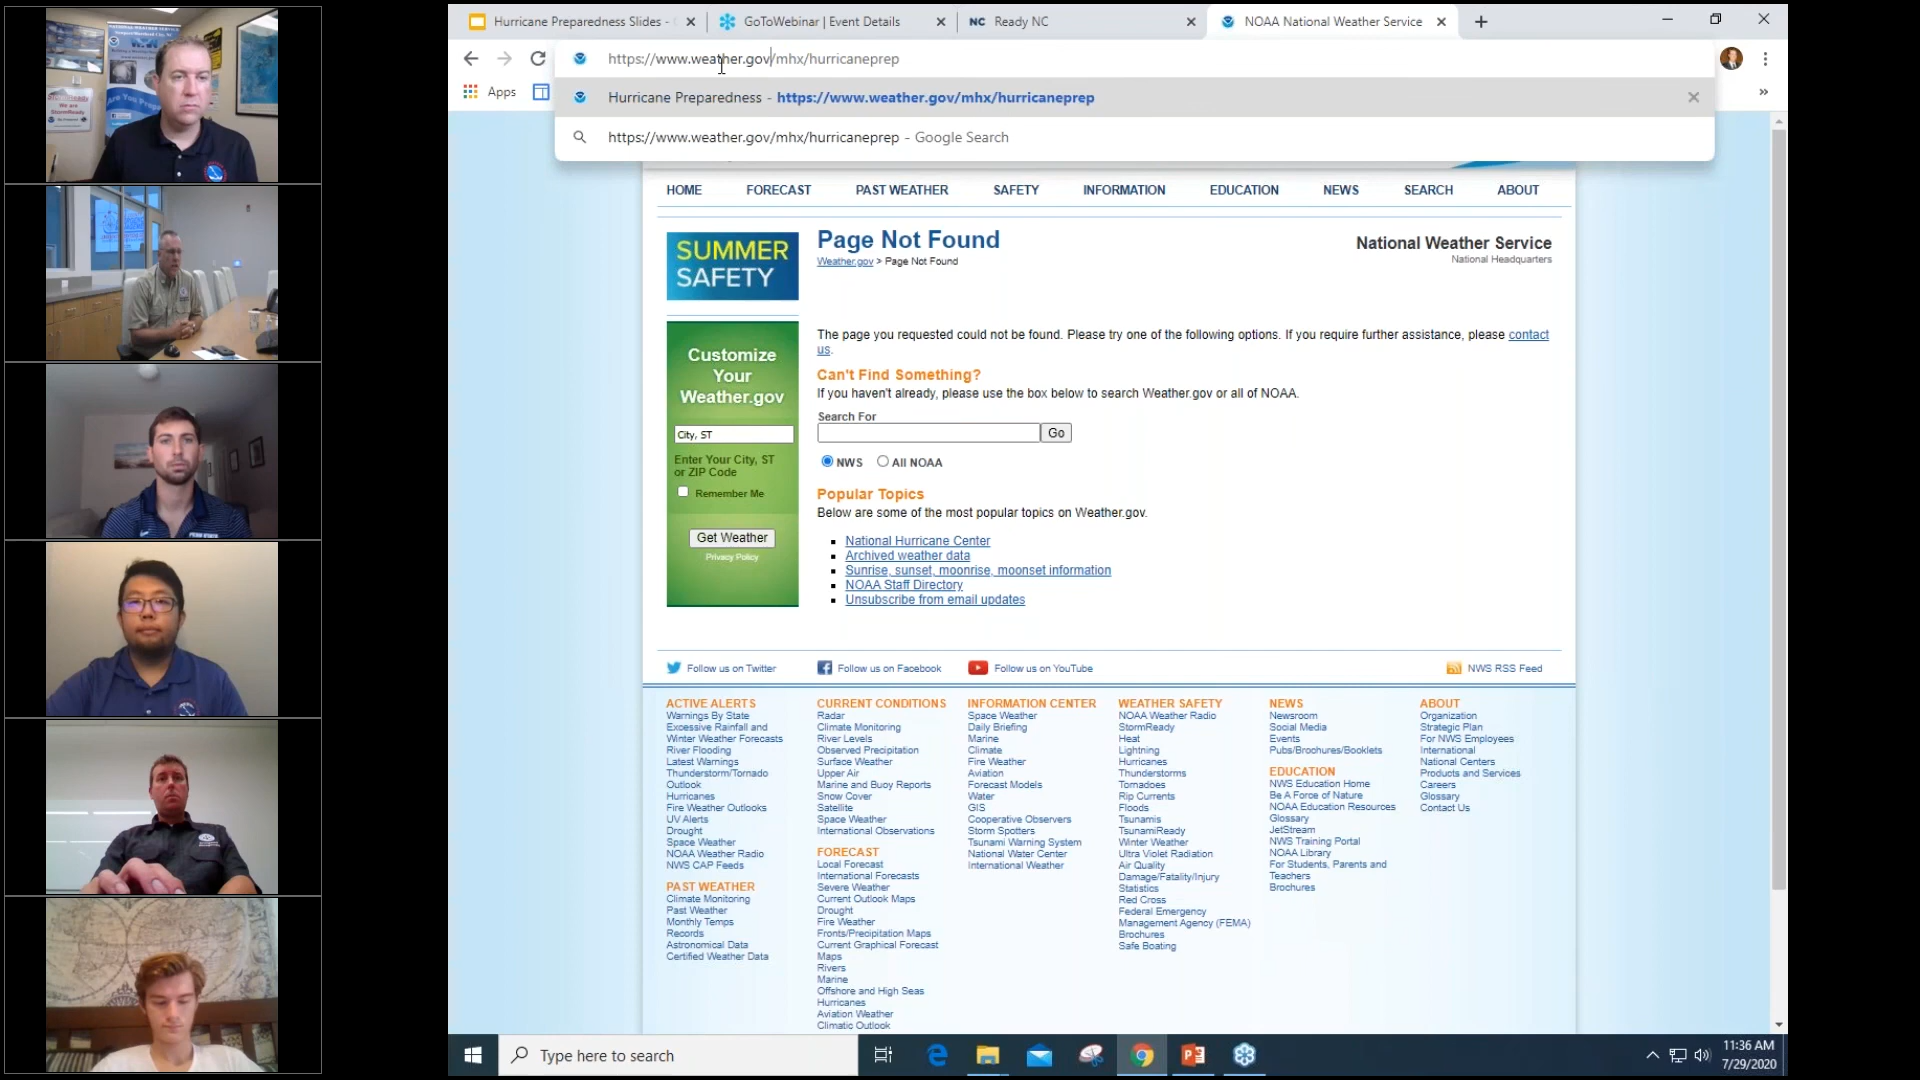 Hurricane Preparedness Slides -
GoToWebinar | Event Details
NC Ready NC
NOAA National Weather Service
https://www.weather.gov/mhx/hurricaneprep
Apps
Hurricane Preparedness - https://www.weather.gov/mhx/hurricaneprep
https://www.weather.gov/mhx/hurricaneprep - Google Search
HOME FORECAST PAST WEATHER SAFETY INFORMATION EDUCATION NEWS SEARCH ABOUT
SUMMER
SAFETY
Page Not Found
Weather.gov > Page Not Found
National Weather Service
National Headquarters
The page you requested could not be found. Please try one of the following options. If you require further assistance, please contact
us.
Can't Find Something?
If you haven't already, please use the box below to search Weather.gov or all of NOAA.
Search For
Go
NWS All NOAA
Popular Topics
Below are some of the most popular topics on Weather.gov.
National Hurricane Center
Archived weather data
Sunrise, sunset, moonrise, moonset information
NOAA Staff Directory
Unsubscribe from email updates
Customize
Your
Weather.gov
City, ST
Enter Your City, ST
or ZIP Code
Remember Me
Get Weather
Privacy Policy
Follow us on Twitter
Follow us on Facebook
Follow us on YouTube
NWS RSS Feed
ACTIVE ALERTS
Warnings By State
Excessive Rainfall and
Winter Weather Forecasts
River Flooding
Latest Warnings
Thunderstorm/Tornado
Outlook
Hurricanes
Fire Weather Outlooks
UV Alerts
Drought
Space Weather
NOAA Weather Radio
NWS CAP Feeds
PAST WEATHER
Climate Monitoring
Past Weather
Monthly Temps
Records
Astronomical Data
Certified Weather Data
CURRENT CONDITIONS
Radar
Climate Monitoring
River Levels
Observed Precipitation
Surface Weather
Upper Air
Marine and Buoy Reports
Snow Cover
Satellite
Space Weather
International Observations
FORECAST
Local Forecast
International Forecasts
Severe Weather
Current Outlook Maps
Drought
Fire Weather
Fronts/Precipitation Maps
Current Graphical Forecast
Maps
Rivers
Marine
Offshore and High Seas
Hurricanes
Aviation Weather
Climatic Outlook
INFORMATION CENTER
Space Weather
Daily Briefing
Marine
Climate
Fire Weather
Aviation
Forecast Models
Water
GIS
Cooperative Observers
Storm Spotters
Tsunami Warning System
National Water Center
International Weather
WEATHER SAFETY
NOAA Weather Radio
StormReady
Heat
Lightning
Hurricanes
Thunderstorms
Tornadoes
Rip Currents
Floods
Tsunamis
TsunamiReady
Winter Weather
Ultra Violet Radiation
Air Quality
Damage/Fatality/Injury
Statistics
Red Cross
Federal Emergency
Management Agency (FEMA)
Brochures
Safe Boating
NEWS
Newsroom
Social Media
Events
Pubs/Brochures/Booklets
EDUCATION
NWS Education Home
Be A Force of Nature
NOAA Education Resources
Glossary
JetStream
NWS Training Portal
NOAA Library
For Students, Parents and
Teachers
Brochures
ABOUT
Organization
Strategic Plan
For NWS Employees
International
National Centers
Products and Services
Careers
Glossary
Contact Us
Type here to search
11:36 AM
7/29/2020